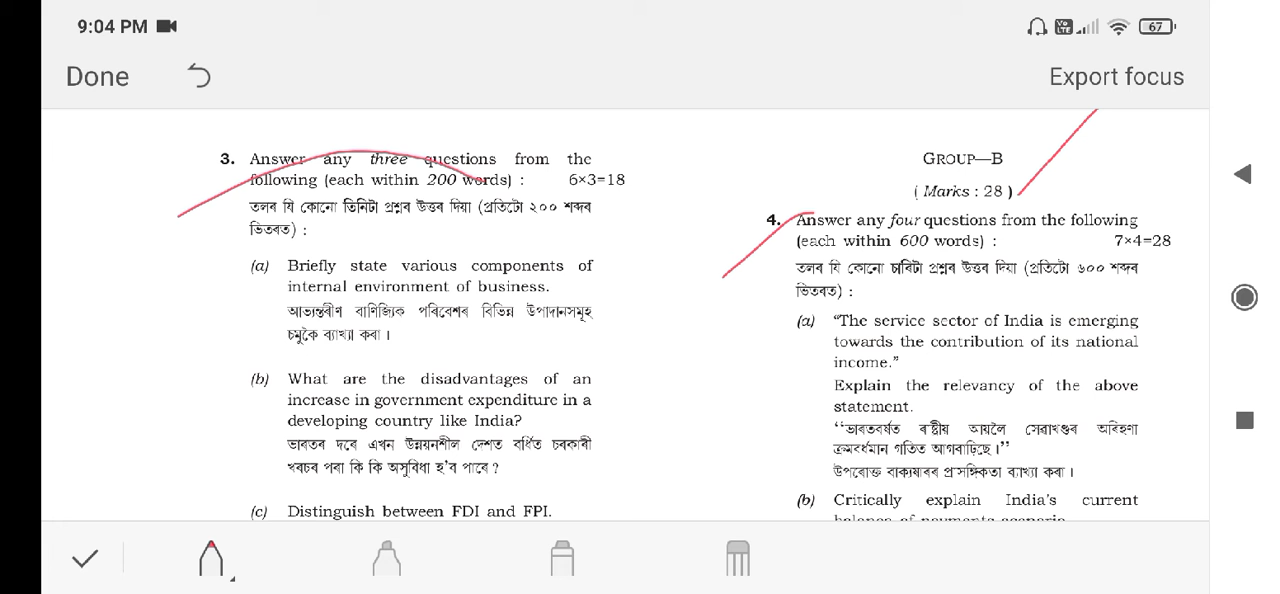 9:04 PM
67
Done
Export focus
3. Answer any three questions from the
following (each within 200 words) : 6×3=18
তলৰ যি কোনো তিনিটা প্ৰশ্নৰ উত্তৰ দিয়া (প্ৰতিটো ২০০ শব্দৰ
ভিতৰত) :
(a) Briefly state various components of
internal environment of business.
আভ্যন্তৰীণ বাণিজ্যিক পৰিবেশৰ বিভিন্ন উপাদানসমূহ
চমুকৈ ব্যাখ্যা কৰা ।
(b) What are the disadvantages of an
increase in government expenditure in a
developing country like India?
ভাৰতৰ দৰে এখন উন্নয়নশীল দেশত বৰ্ধিত চৰকাৰী
খৰচৰ পৰা কি কি অসুবিধা হ'ব পাৰে ?
(c) Distinguish between FDI and FPI.
GROUP—B
( Marks : 28 )
4. Answer any four questions from the following
(each within 600 words) : 7×4=28
তলৰ যি কোনো চাৰিটা প্ৰশ্নৰ উত্তৰ দিয়া (প্ৰতিটো ৬০০ শব্দৰ
ভিতৰত) :
(a) “The service sector of India is emerging
towards the contribution of its national
income.”
Explain the relevancy of the above
statement.
‘‘ভাৰতবৰ্ষত ৰাষ্ট্ৰীয় আয়লৈ সেৱাখণ্ডৰ অৰিহণা
ক্ৰমবৰ্ধমান গতিত আগবাঢ়িছে ।’’
উপৰোক্ত বাক্যষাৰৰ প্ৰাসঙ্গিকতা ব্যাখ্যা কৰা ।
(b) Critically explain India's current
balance of payments scenario.